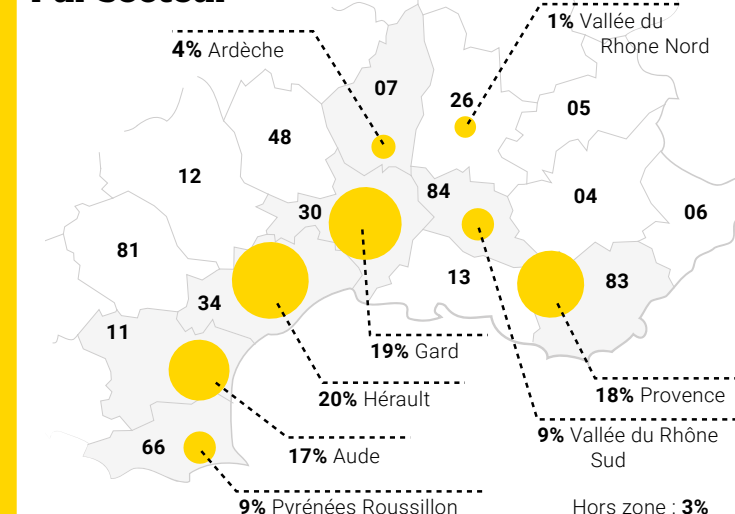 Par secteur
1% Vallée du
Rhone Nord
4% Ardèche
07
26
05
48
12
84
04
30
06
81
13
83
34
11
19% Gard
18% Provence
20% Hérault
9% Vallée du Rhône
Sud
66
17% Aude
9% Pyrénées Roussillon
Hors zone : 3%